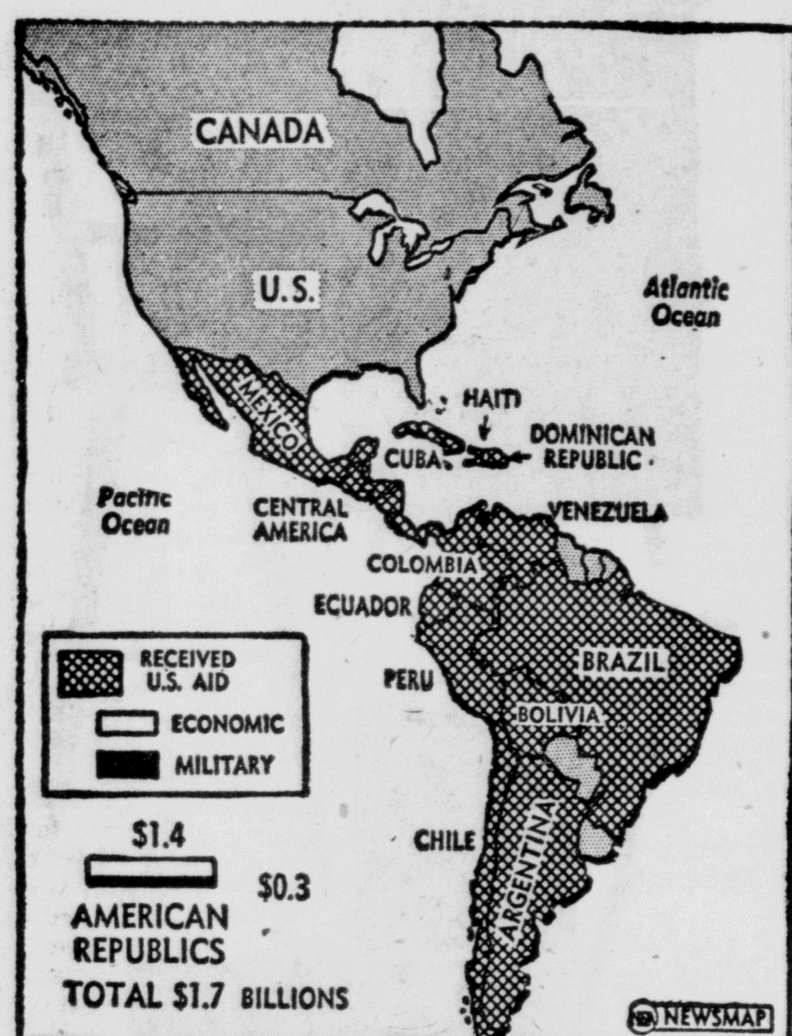 CANADA
U.S.
Atlantic
Ocean
MEXICO
HAITI
DOMINICAN
REPUBLIC
CUBA
Pacific
Ocean
CENTRAL
AMERICA
VENEZUELA
COLOMBIA
ECUADOR
BRAZIL
PERU
BOLIVIA
CHILE
ARGENTINA
RECEIVED
U.S. AID
ECONOMIC
MILITARY
$1.4
$0.3
AMERICAN
REPUBLICS
TOTAL $1.7 BILLIONS
NEA NEWSMAP